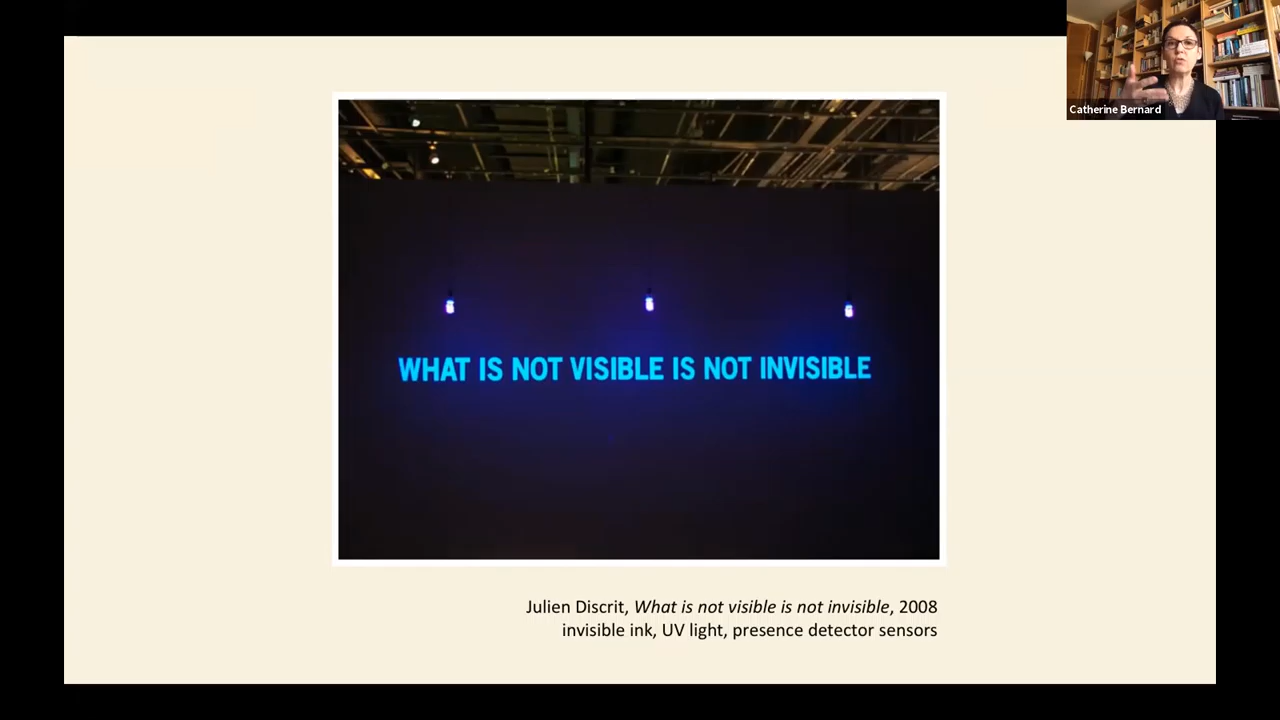 Catherine Bernard
WHAT IS NOT VISIBLE IS NOT INVISIBLE
Julien Discrit, What is not visible is not invisible, 2008
invisible ink, UV light, presence detector sensors